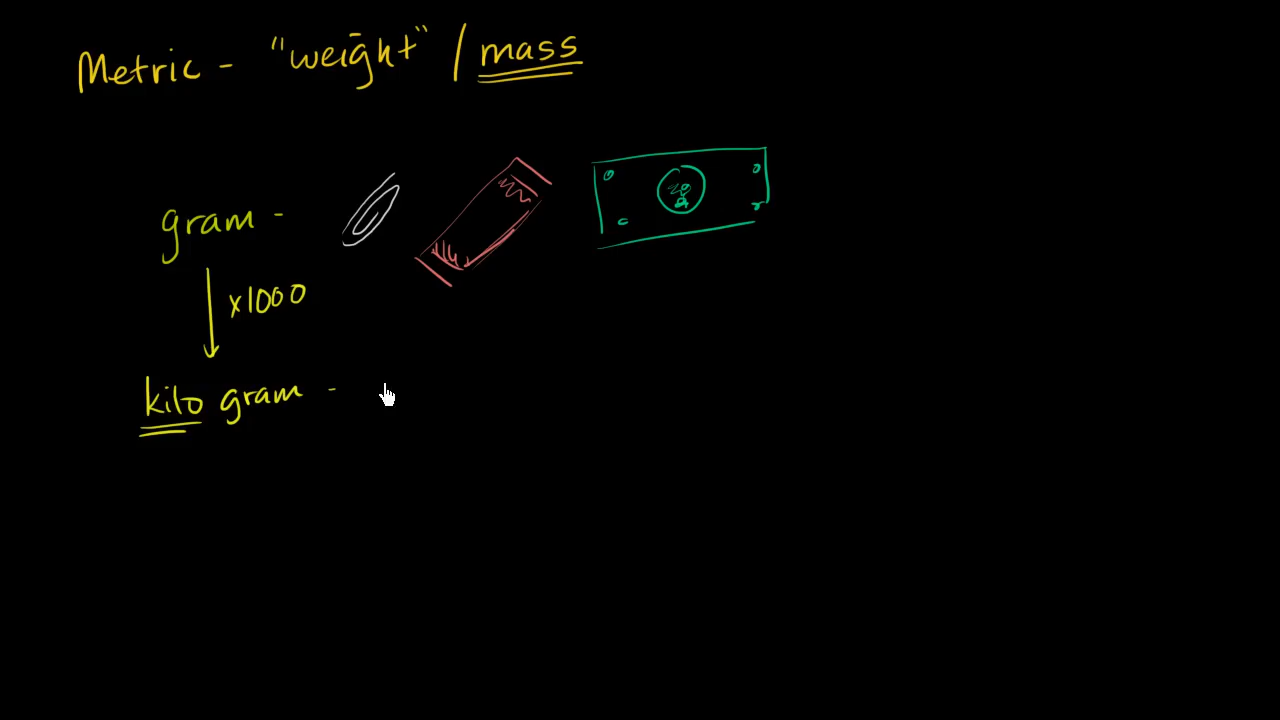 Metric - "weight" / mass
gram -
x1000
kilo gram -